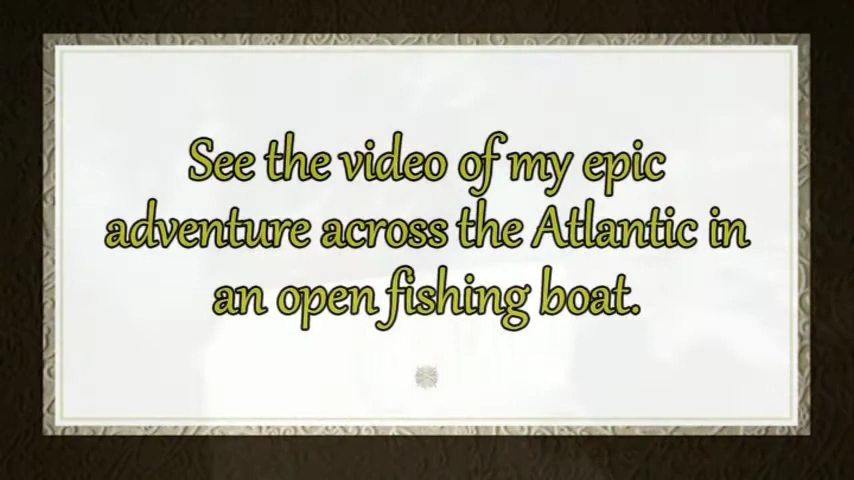 See the video of my epic
adventure across the Atlantic in
an open fishing boat.